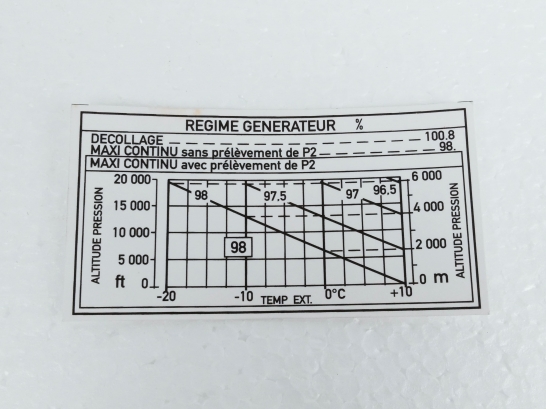 REGIME GENERATEUR %
DECOLLAGE 100.8
MAXI CONTINU sans prélèvement de P2 98.
MAXI CONTINU avec prélèvement de P2
ALTITUDE PRESSION
20 000
15 000
10 000
5 000
ft 0
98 97.5 97 96.5
98
6 000
4 000
2 000
0 m
ALTITUDE PRESSION
-20 -10 TEMP EXT. 0°C +10